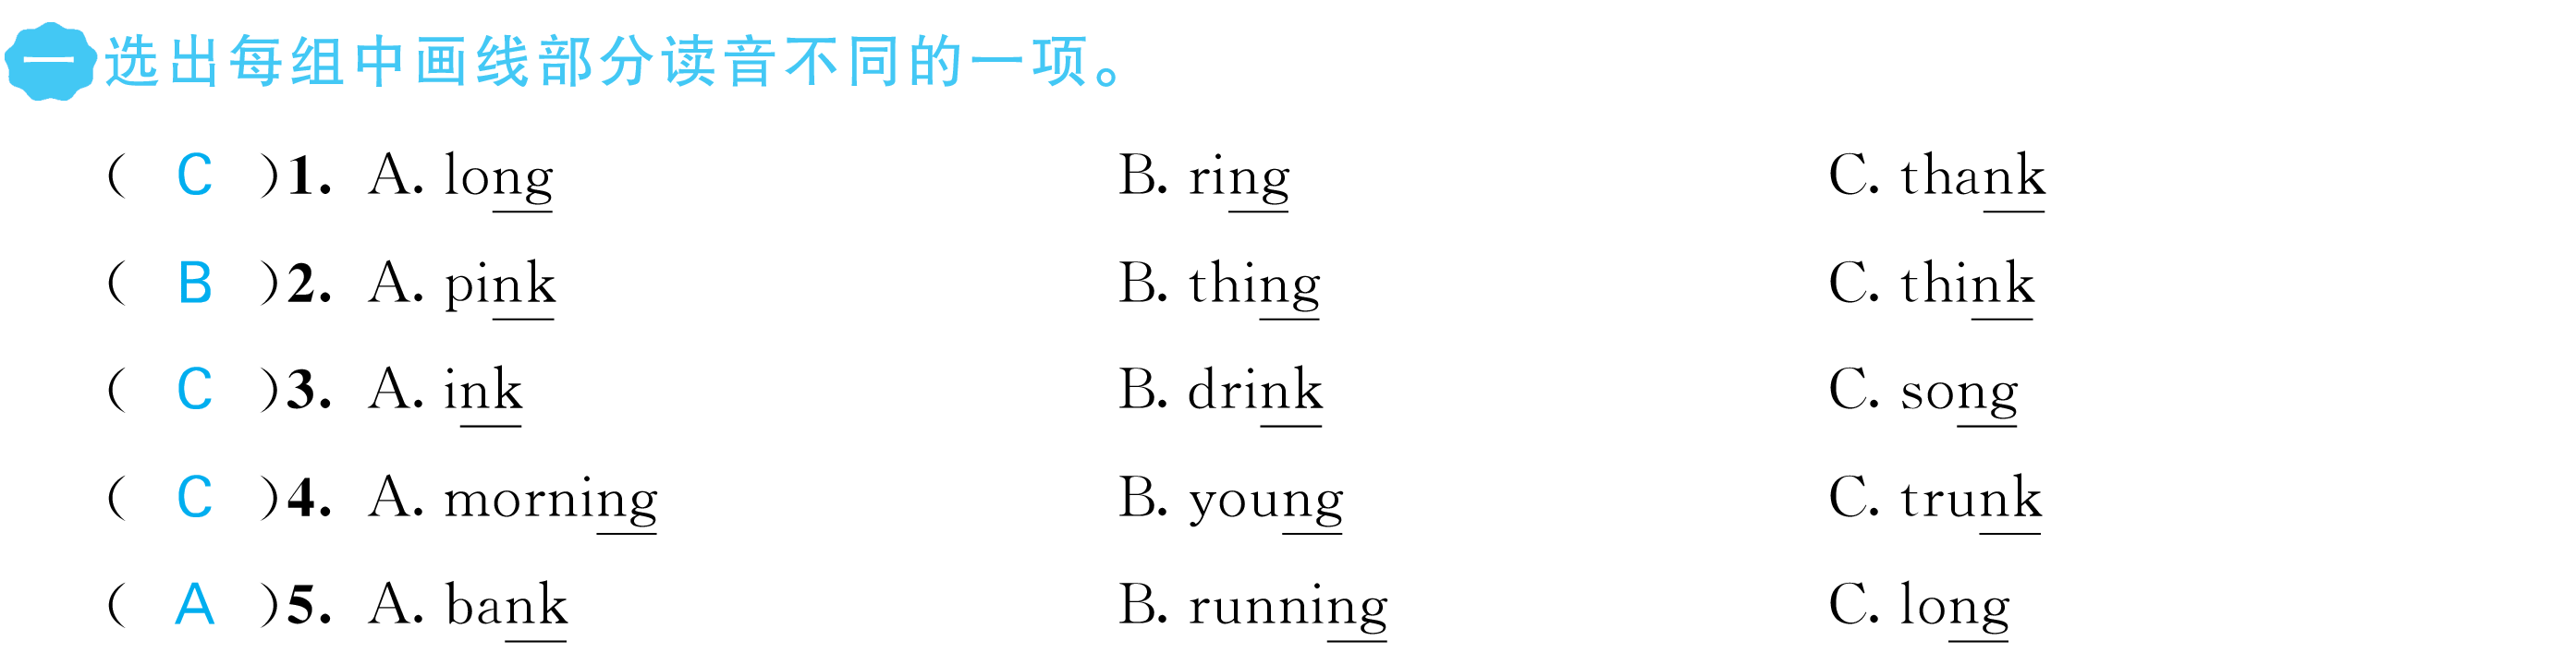 一 选出每组中画线部分读音不同的一项。
( C )1. A. long B. ring C. thank
( B )2. A. pink B. thing C. think
( C )3. A. ink B. drink C. song
( C )4. A. morning B. young C. trunk
( A )5. A. bank B. running C. long